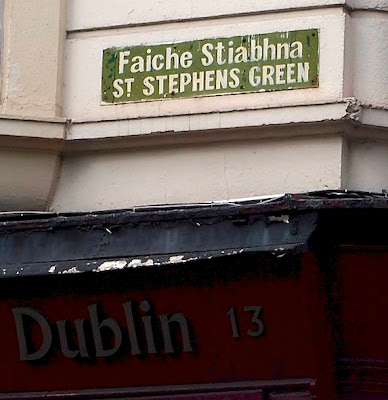 Faiche Stiabhna
ST STEPHENS GREEN
Dublin 13